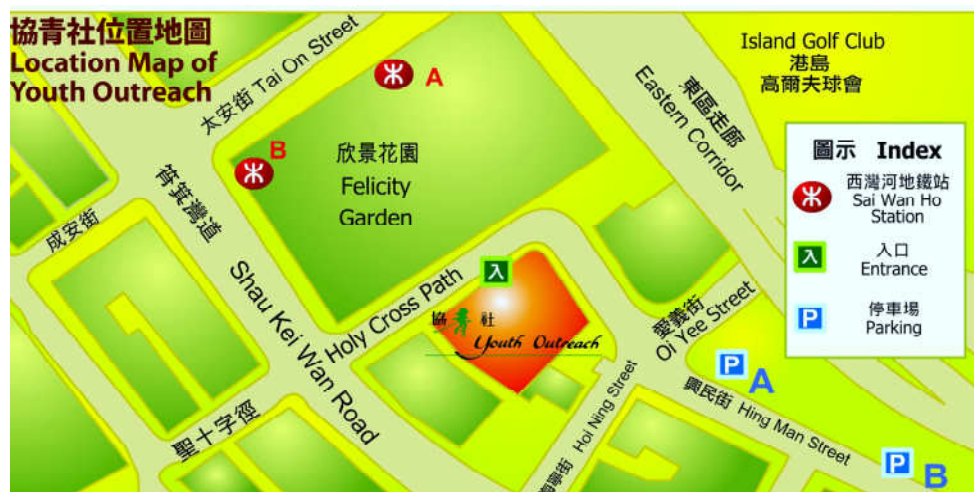 協青社位置地圖
Location Map of
Youth Outreach
太安街 Tai On Street
A
B
欣景花園
Felicity
Garden
東區走廊
Eastern Corridor
Island Golf Club
港島
高爾夫球會
圖示 Index
西灣河地鐵站
Sai Wan Ho
Station
入
入口
Entrance
P
停車場
Parking
成安街
筲箕灣道
Shau Kei Wan Road
入
Holy Cross Path
協青社
Youth Outreach
愛義街
Oi Yee Street
P
A
興民街 Hing Man Street
P
B
聖十字徑
海寧街 Hoi Ning Street